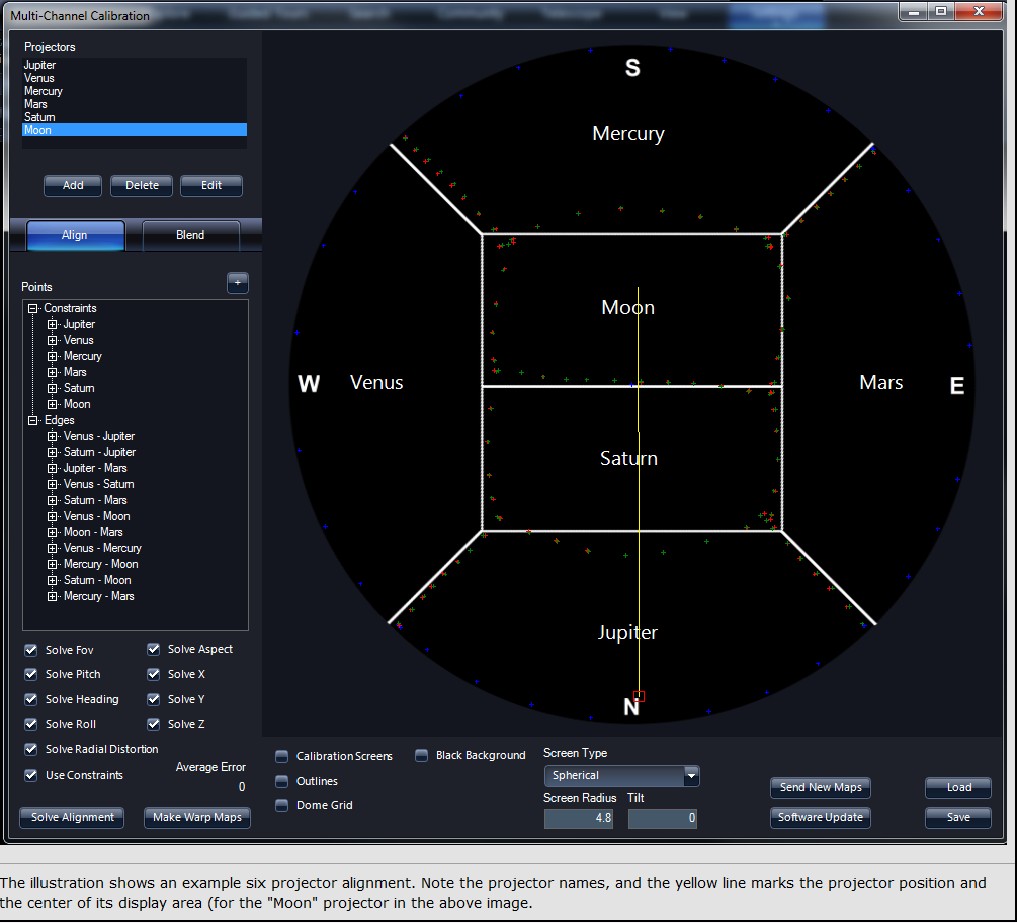 Multi-Channel Calibration
Projectors
Jupiter
Venus
Mercury
Mars
Saturn
Moon
Add Delete Edit
Align Blend
Points
+
Constraints
Jupiter
Venus
Mercury
Mars
Saturn
Moon
Edges
Venus - Jupiter
Saturn - Jupiter
Jupiter - Mars
Venus - Saturn
Saturn - Mars
Venus - Moon
Moon - Mars
Venus - Mercury
Mercury - Moon
Saturn - Moon
Mercury - Mars
Solve Fov Solve Aspect
Solve Pitch Solve X
Solve Heading Solve Y
Solve Roll Solve Z
Solve Radial Distortion
Use Constraints
Average Error
0
Solve Alignment Make Warp Maps
S
Mercury
Moon
W Venus Mars E
Saturn
Jupiter
N
Calibration Screens Black Background
Outlines
Dome Grid
Screen Type
Spherical
Screen Radius Tilt
4.8 0
Send New Maps Load
Software Update Save
The illustration shows an example six projector alignment. Note the projector names, and the yellow line marks the projector position and
the center of its display area (for the "Moon" projector in the above image.